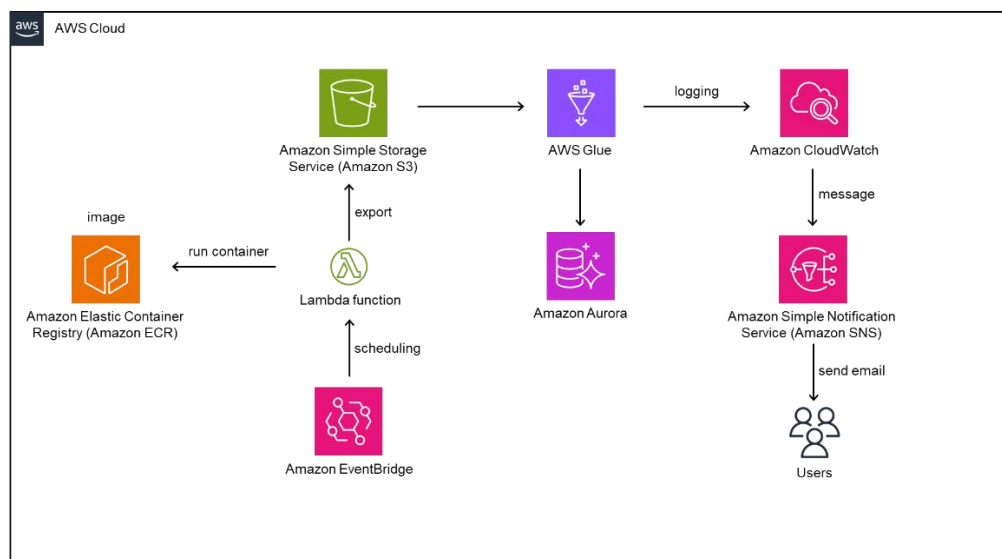 aws
AWS Cloud
logging
Amazon Simple Storage
Service (Amazon S3)
AWS Glue
Amazon CloudWatch
export
message
image
run container
Lambda function
Amazon Elastic Container
Registry (Amazon ECR)
Amazon Aurora
Amazon Simple Notification
Service (Amazon SNS)
scheduling
send email
Amazon EventBridge
Users